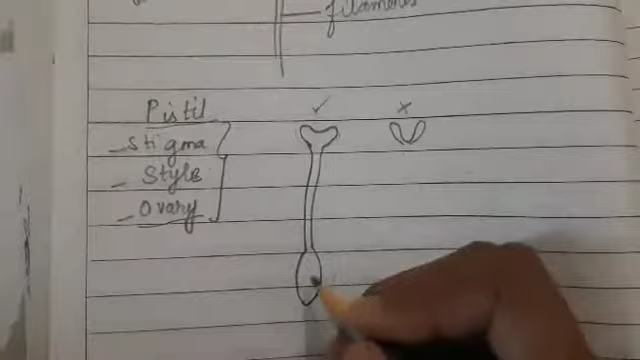 filaments
Pistil
- Stigma
- Style
- Ovary